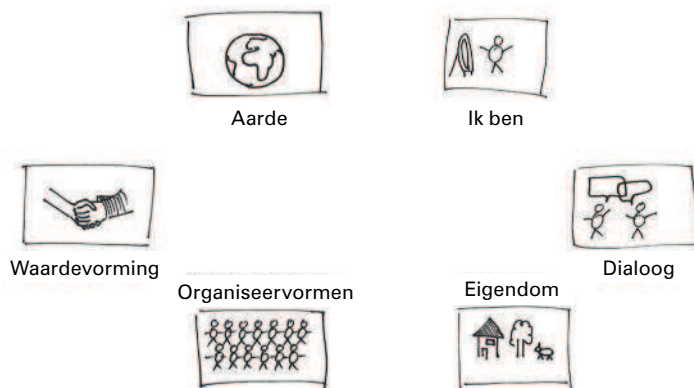 Aarde
Ik ben
Waardevorming
Dialoog
Organiseervormen
Eigendom